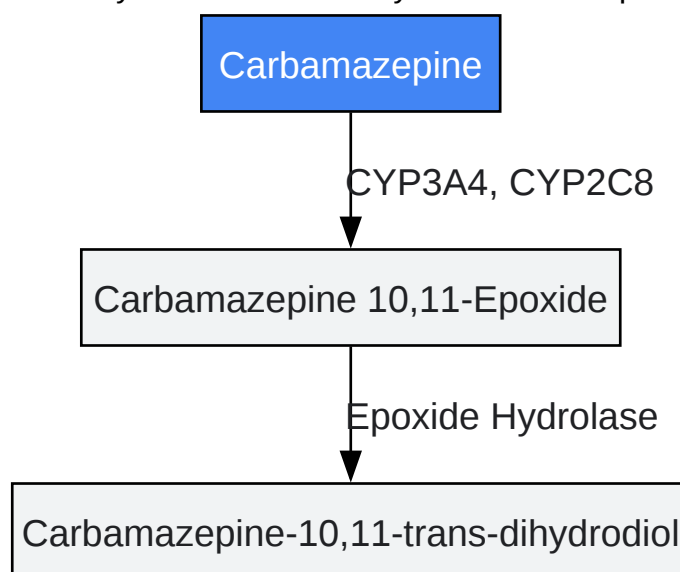 Carbamazepine
CYP3A4, CYP2C8
Carbamazepine 10,11-Epoxide
Epoxide Hydrolase
Carbamazepine-10,11-trans-dihydrodiol